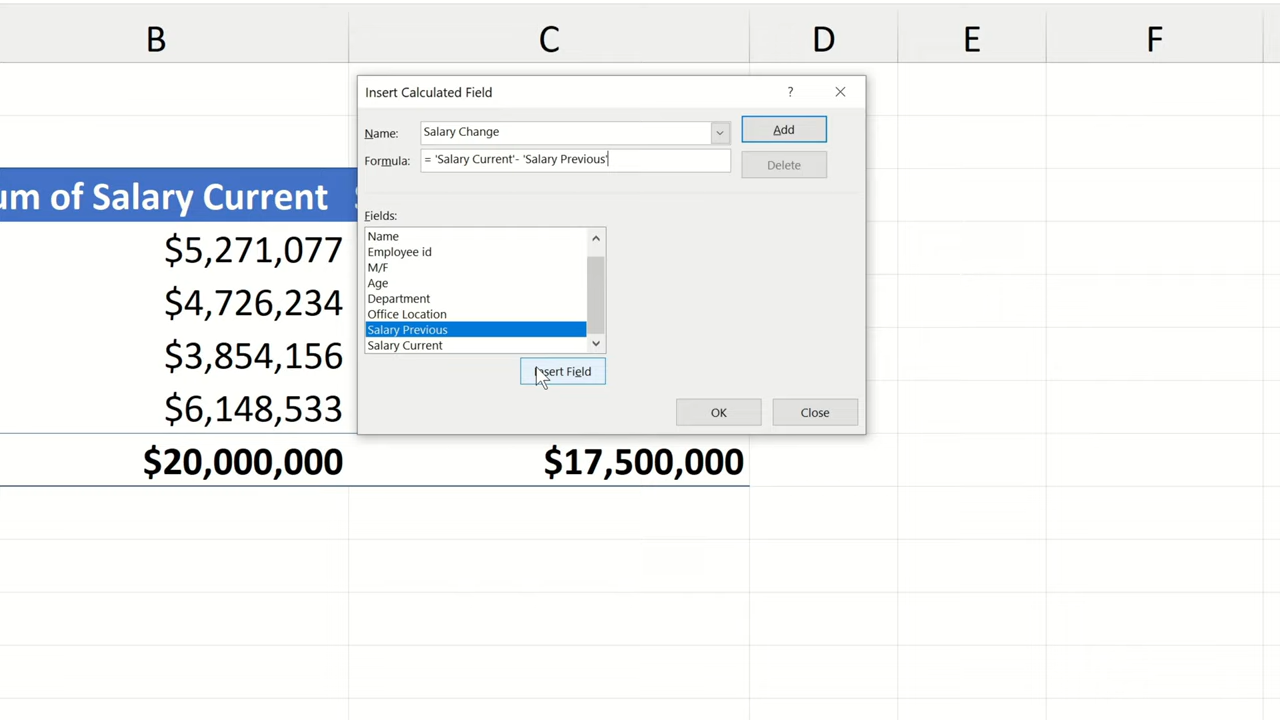 B C D E F
Insert Calculated Field ?
Name: Salary Change Add
Formula: = 'Salary Current'- 'Salary Previous' Delete
of Salary Current
Fields:
Name
$5,271,077
Employee id
M/F
Age
Department
$4,726,234
Office Location
Salary Previous
Salary Current
$3,854,156
Insert Field
$6,148,533
OK Close
$20,000,000 $17,500,000